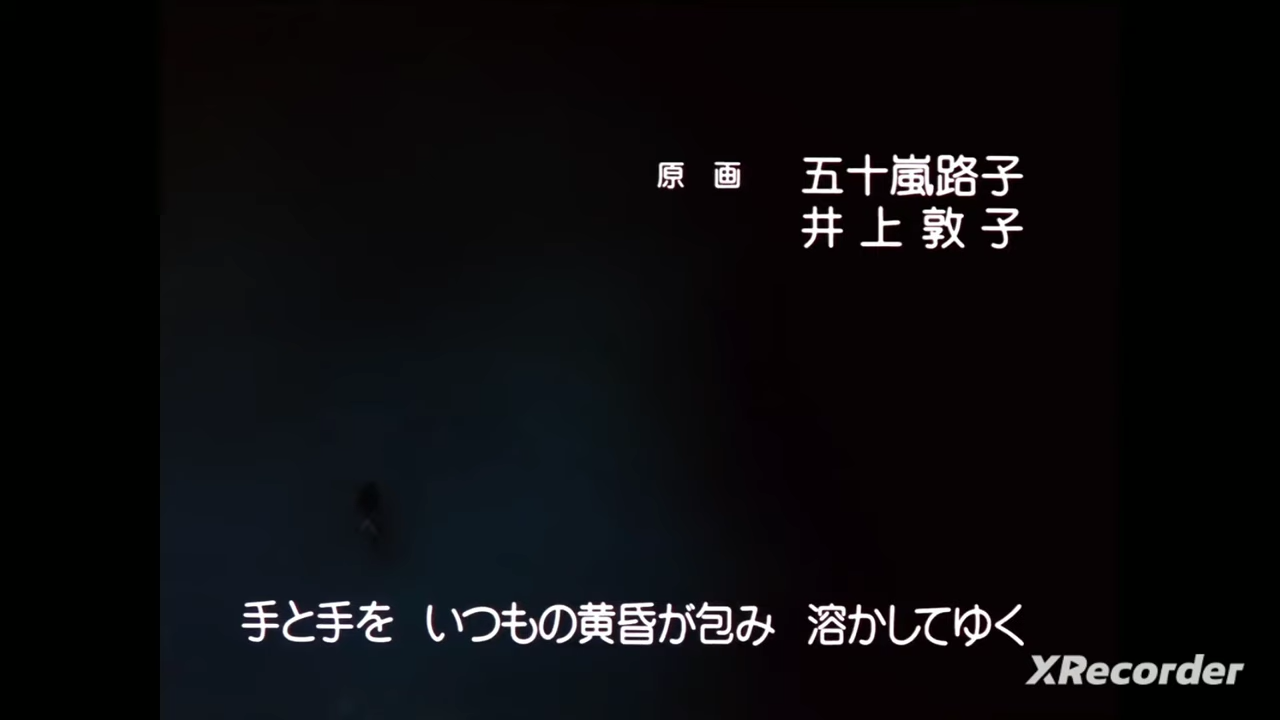 原 画 五十嵐路子
井 上 敦 子
手と手を いつもの黄昏が包み 溶かしてゆく
XRecorder